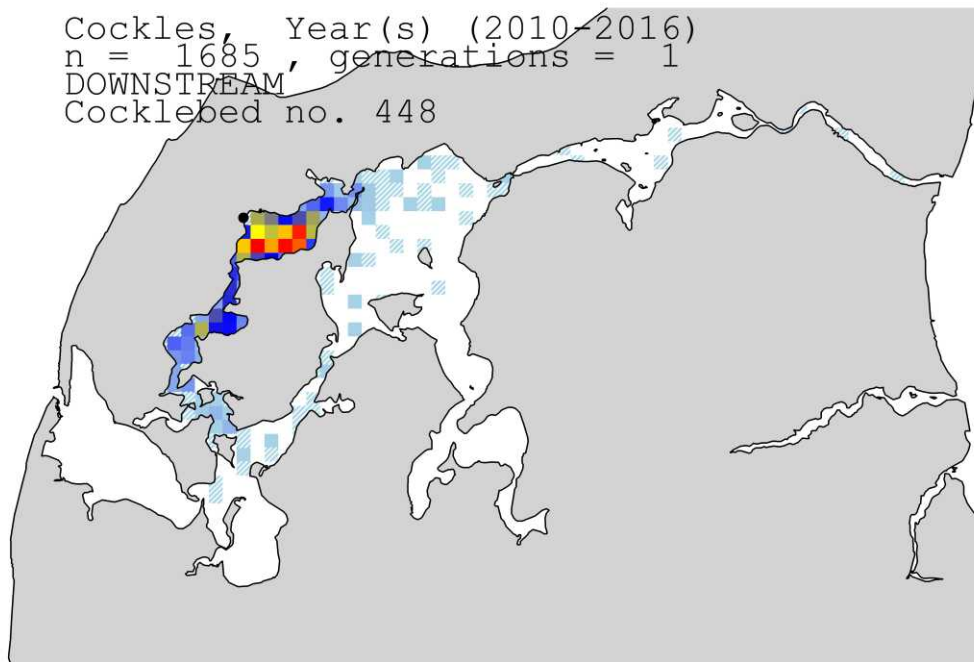 Cockles, Year(s) (2010-2016)
n = 1685 , generations = 1
DOWNSTREAM
Cocklebed no. 448